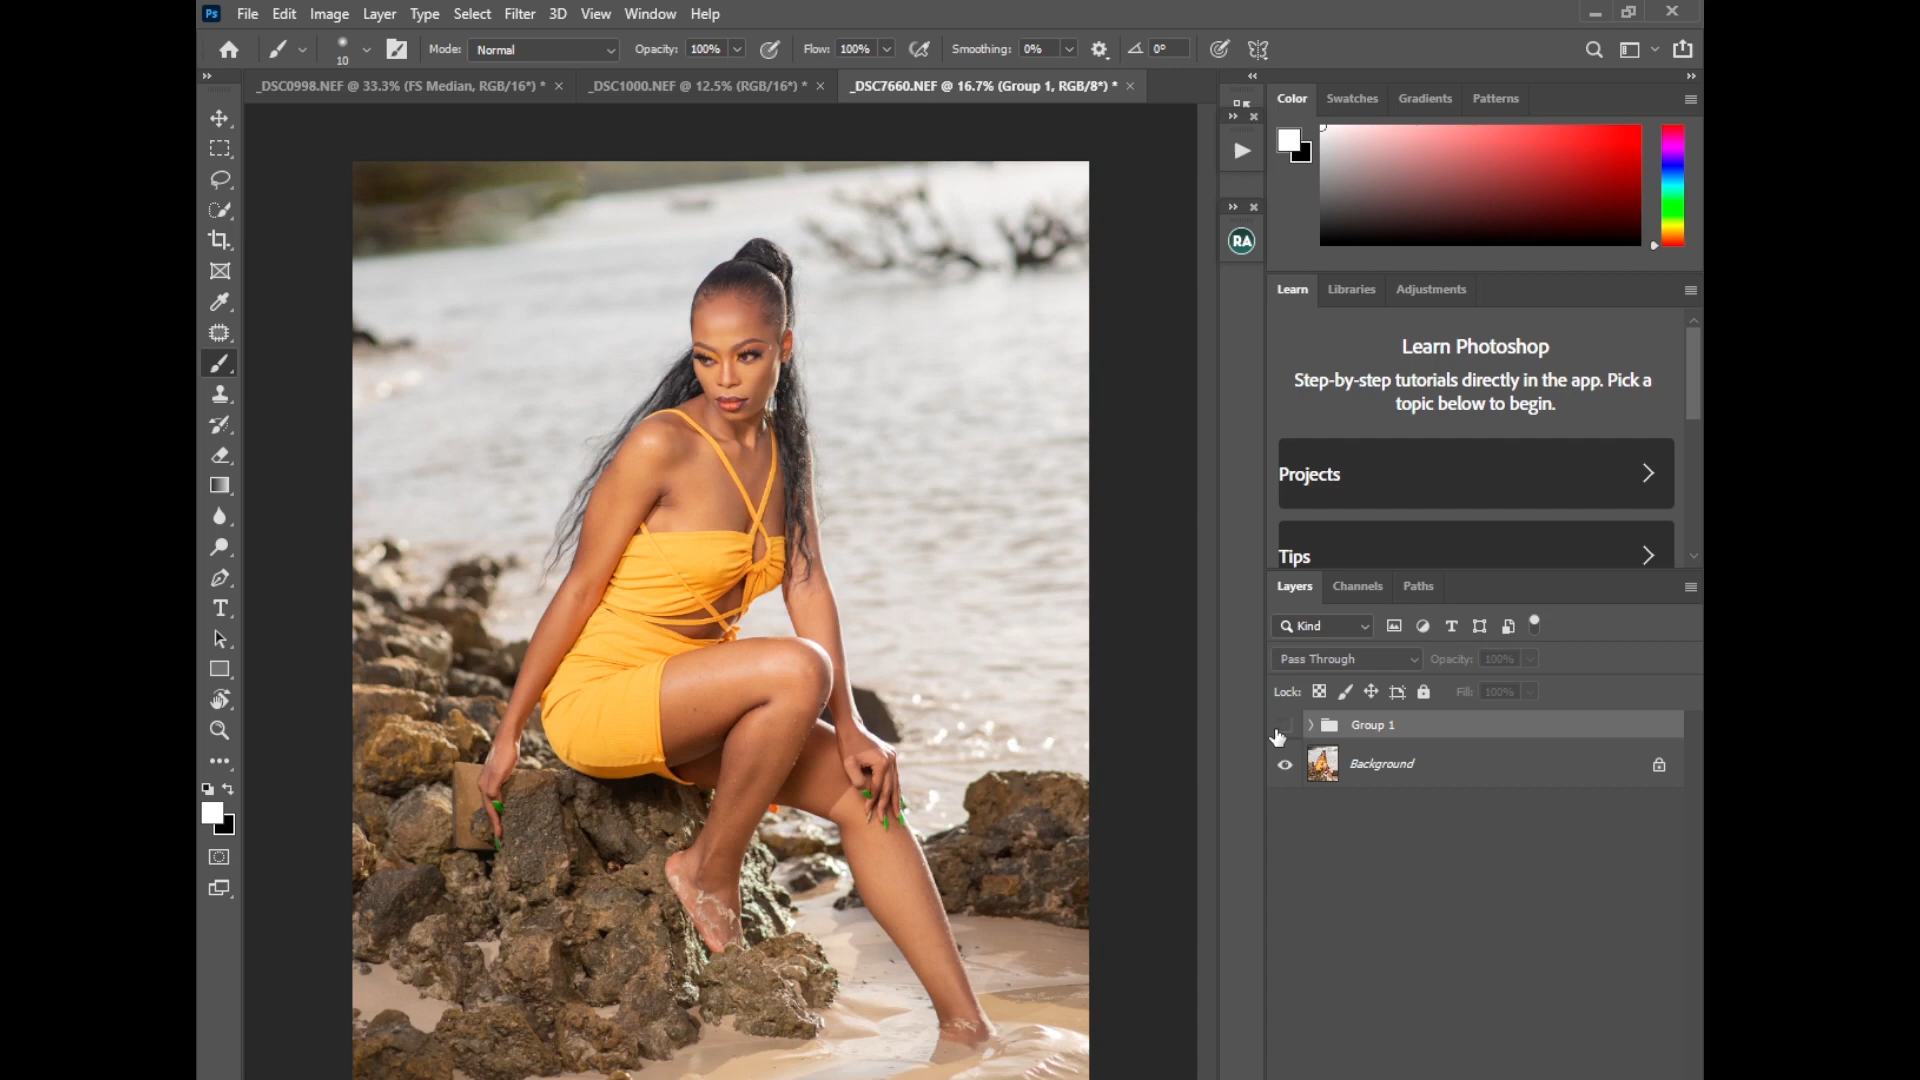 Ps File Edit Image Layer Type Select Filter 3D View Window Help
10 Mode: Normal Opacity: 100% Flow: 100% Smoothing: 0% 0°
_DSC0998.NEF @ 33.3% (FS Median, RGB/16*) * _DSC1000.NEF @ 12.5% (RGB/16*) * _DSC7660.NEF @ 16.7% (Group 1, RGB/8*) *
Color Swatches Gradients Patterns
RA
Learn Libraries Adjustments
Learn Photoshop
Step-by-step tutorials directly in the app. Pick a
topic below to begin.
Projects
Tips
Layers Channels Paths
Kind
Pass Through Opacity: 100%
Lock: Fill: 100%
Group 1
Background